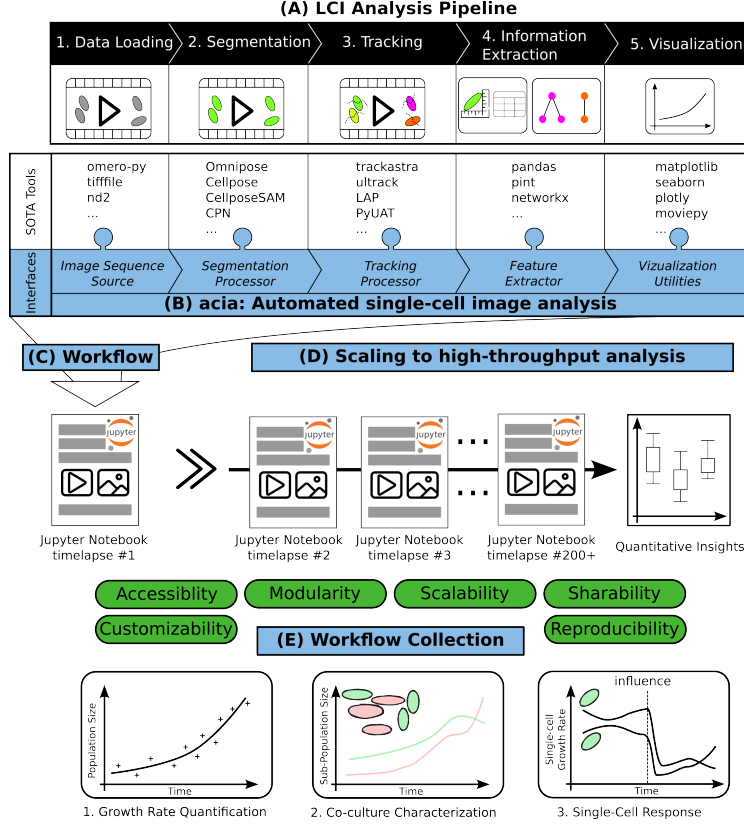 (A) LCI Analysis Pipeline
1. Data Loading
2. Segmentation
3. Tracking
4. Information
Extraction
5. Visualization
SOTA Tools
omero-py
tifffile
nd2
...
Omnipose
Cellpose
CellposeSAM
CPN
...
trackastra
ultrack
LAP
PyUAT
...
pandas
pint
networkx
...
matplotlib
seaborn
plotly
moviepy
...
Interfaces
Image Sequence
Source
Segmentation
Processor
Tracking
Processor
Feature
Extractor
Vizualization
Utilities
(B) acia: Automated single-cell image analysis
(C) Workflow
(D) Scaling to high-throughput analysis
jupyter
jupyter
jupyter
...
jupyter
...
Jupyter Notebook
timelapse #1
Jupyter Notebook
timelapse #2
Jupyter Notebook
timelapse #3
Jupyter Notebook
timelapse #200+
Quantitative Insights
Accessiblity
Modularity
Scalability
Sharability
Customizability
(E) Workflow Collection
Reproducibility
Population Size
Time
1. Growth Rate Quantification
Sub-Population Size
Time
2. Co-culture Characterization
influence
Single-cell
Growth Rate
Time
3. Single-Cell Response